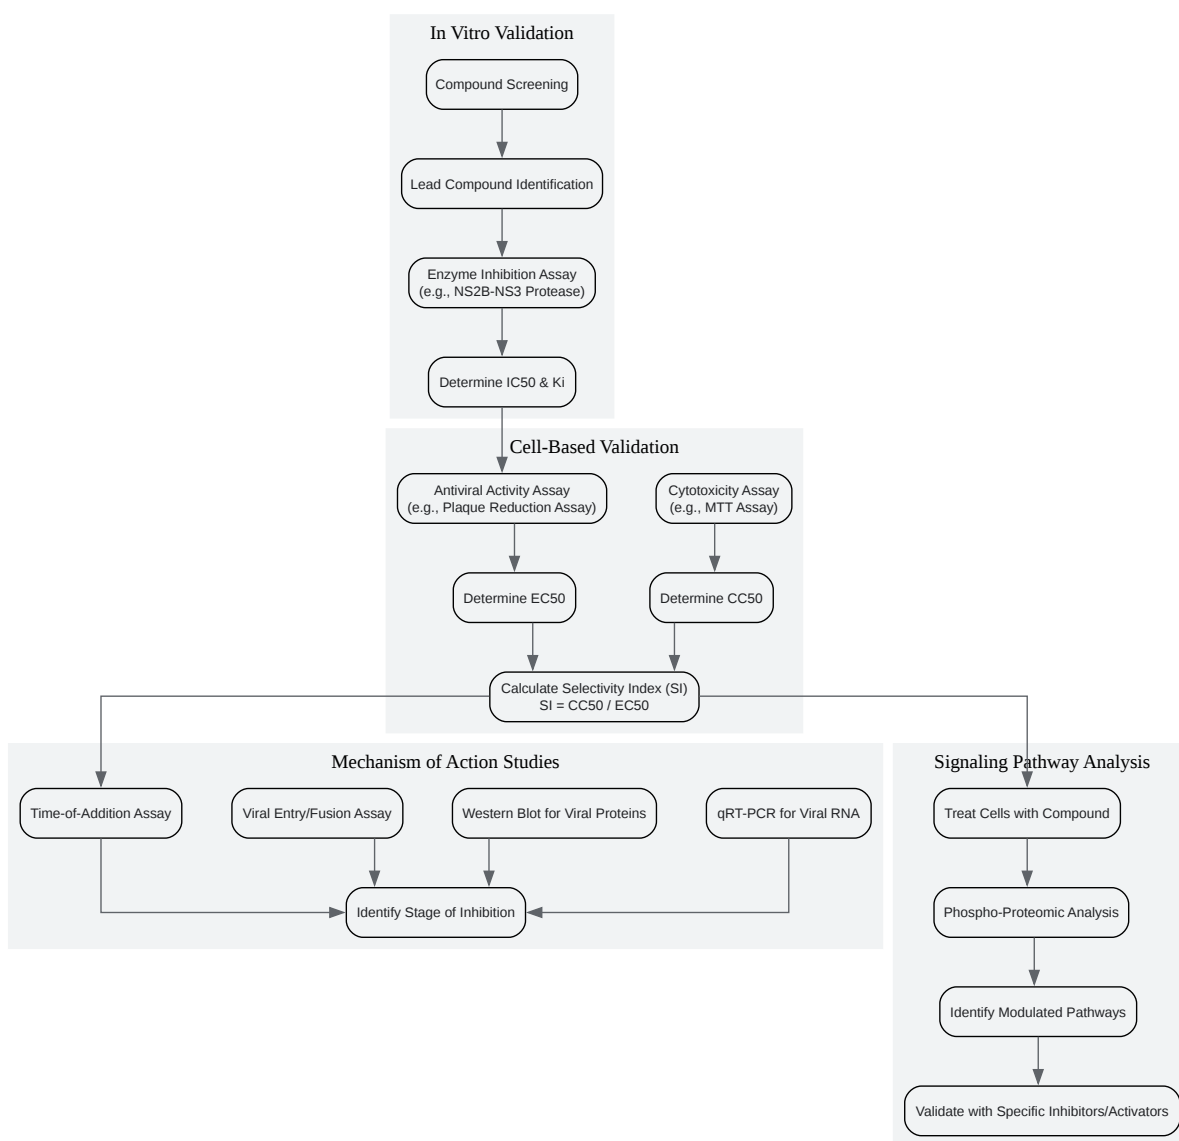 In Vitro Validation
Compound Screening
Lead Compound Identification
Enzyme Inhibition Assay
(e.g., NS2B-NS3 Protease)
Determine IC50 & Ki
Cell-Based Validation
Antiviral Activity Assay
(e.g., Plaque Reduction Assay)
Cytotoxicity Assay
(e.g., MTT Assay)
Determine EC50
Determine CC50
Calculate Selectivity Index (SI)
SI = CC50 / EC50
Mechanism of Action Studies
Time-of-Addition Assay
Viral Entry/Fusion Assay
Western Blot for Viral Proteins
qRT-PCR for Viral RNA
Identify Stage of Inhibition
Signaling Pathway Analysis
Treat Cells with Compound
Phospho-Proteomic Analysis
Identify Modulated Pathways
Validate with Specific Inhibitors/Activators